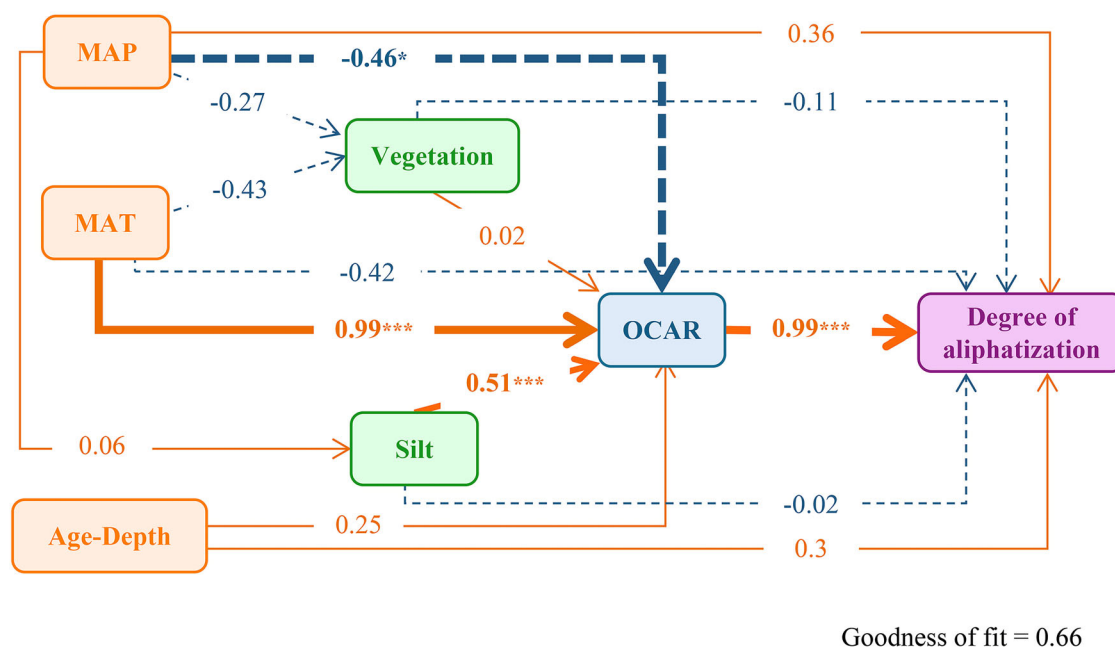 MAP
0.36
-0.46*
-0.27
-0.11
Vegetation
-0.43
MAT
0.02
-0.42
0.99***
OCAR
0.99***
Degree of
aliphatization
0.51***
0.06
Silt
-0.02
0.25
Age-Depth
0.3
Goodness of fit = 0.66